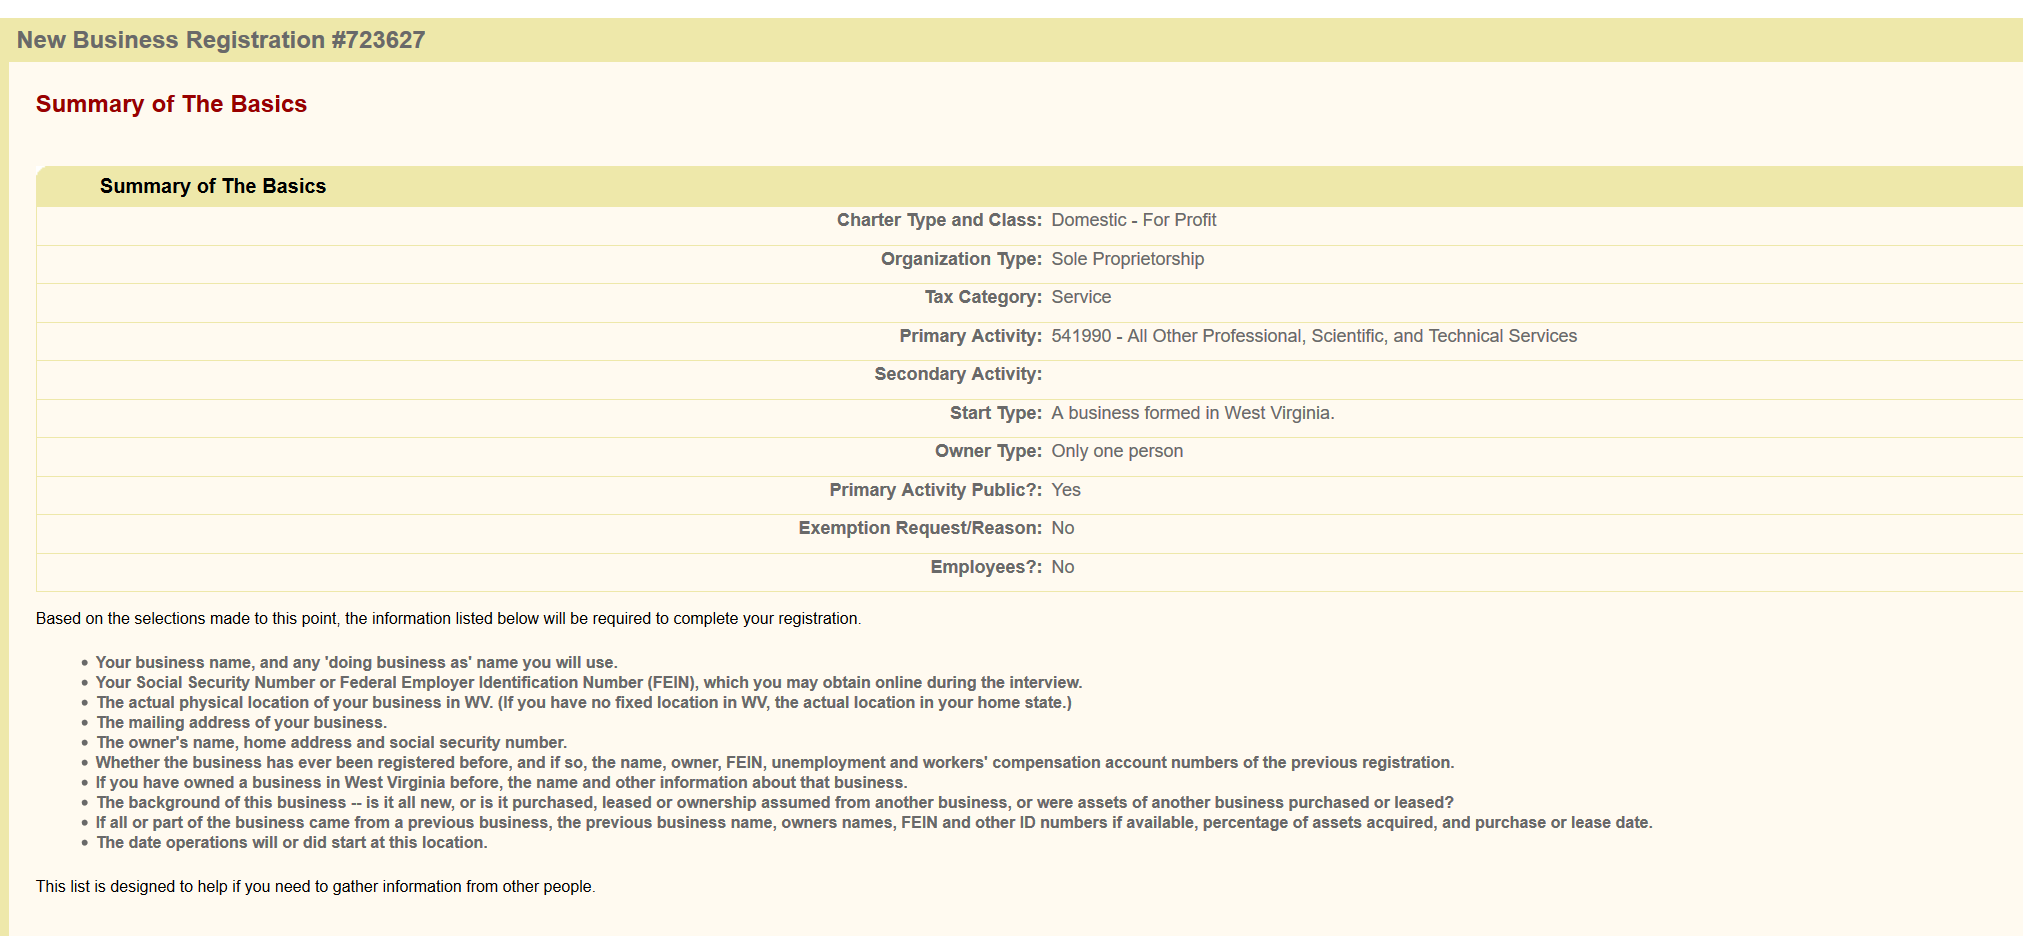 New Business Registration #723627
Summary of The Basics
Summary of The Basics
Charter Type and Class: Domestic - For Profit
Organization Type: Sole Proprietorship
Tax Category: Service
Primary Activity: 541990 - All Other Professional, Scientific, and Technical Services
Secondary Activity:
Start Type: A business formed in West Virginia.
Owner Type: Only one person
Primary Activity Public?: Yes
Exemption Request/Reason: No
Employees?: No
Based on the selections made to this point, the information listed below will be required to complete your registration.
• Your business name, and any 'doing business as' name you will use.
• Your Social Security Number or Federal Employer Identification Number (FEIN), which you may obtain online during the interview.
• The actual physical location of your business in WV. (If you have no fixed location in WV, the actual location in your home state.)
• The mailing address of your business.
• The owner's name, home address and social security number.
• Whether the business has ever been registered before, and if so, the name, owner, FEIN, unemployment and workers' compensation account numbers of the previous registration.
• If you have owned a business in West Virginia before, the name and other information about that business.
• The background of this business -- is it all new, or is it purchased, leased or ownership assumed from another business, or were assets of another business purchased or leased?
• If all or part of the business came from a previous business, the previous business name, owners names, FEIN and other ID numbers if available, percentage of assets acquired, and purchase or lease date.
• The date operations will or did start at this location.
This list is designed to help if you need to gather information from other people.